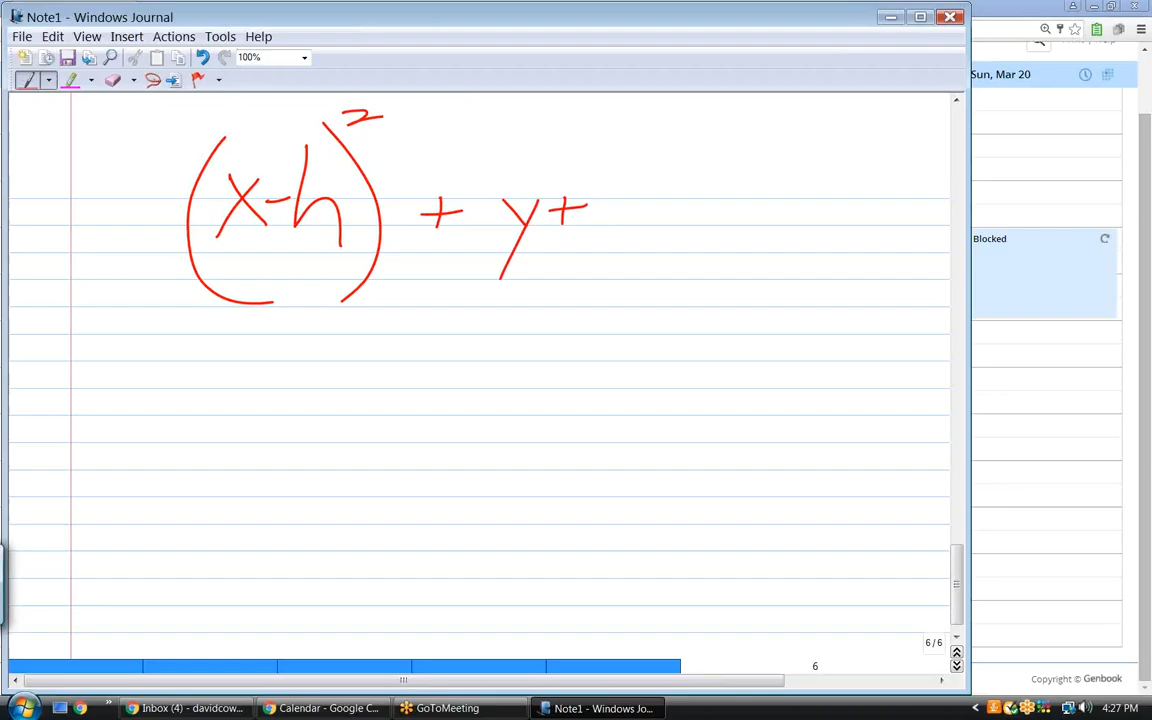 Note1 - Windows Journal
File Edit View Insert Actions Tools Help
100%
(x-h)² + y+
6/6
6
Sun, Mar 20
Blocked
Copyright © Genbook
Inbox (4) - davidcow...
Calendar - Google C...
GoToMeeting
Note1 - Windows Jo...
4:27 PM